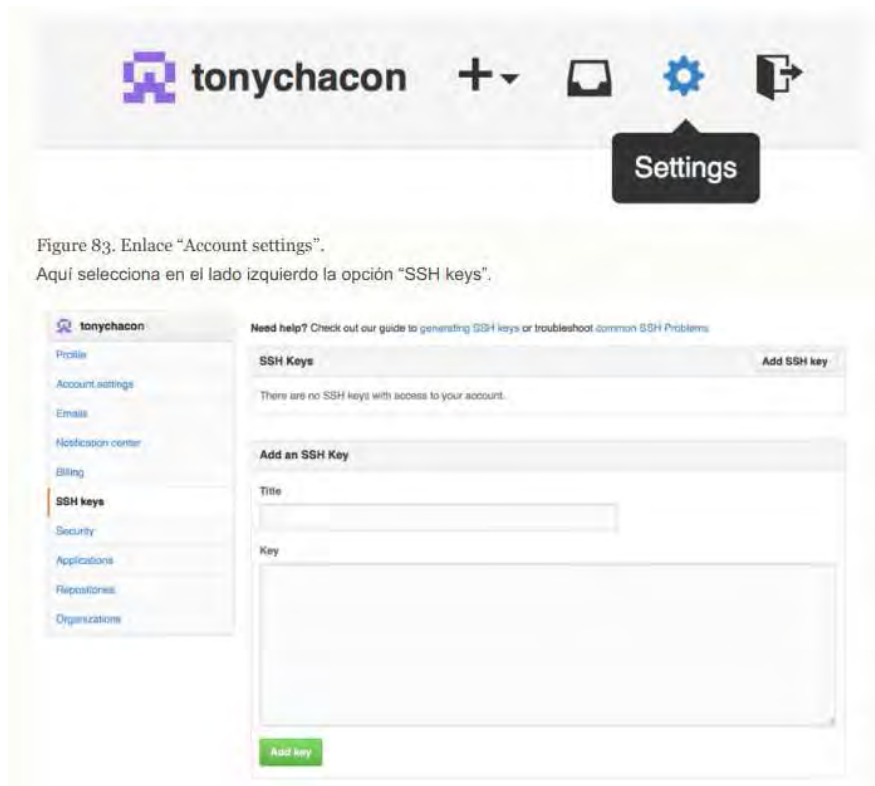 tonychacon
Settings
Figure 83. Enlace “Account settings”.
Aquí selecciona en el lado izquierdo la opción “SSH keys”.
tonychacon
Profile
Account settings
Emails
Notification center
Billing
SSH keys
Security
Applications
Repositories
Organizations
Need help? Check out our guide to generating SSH keys or troubleshoot common SSH Problems
SSH Keys
Add SSH key
There are no SSH keys with access to your account.
Add an SSH Key
Title
Key
Add key